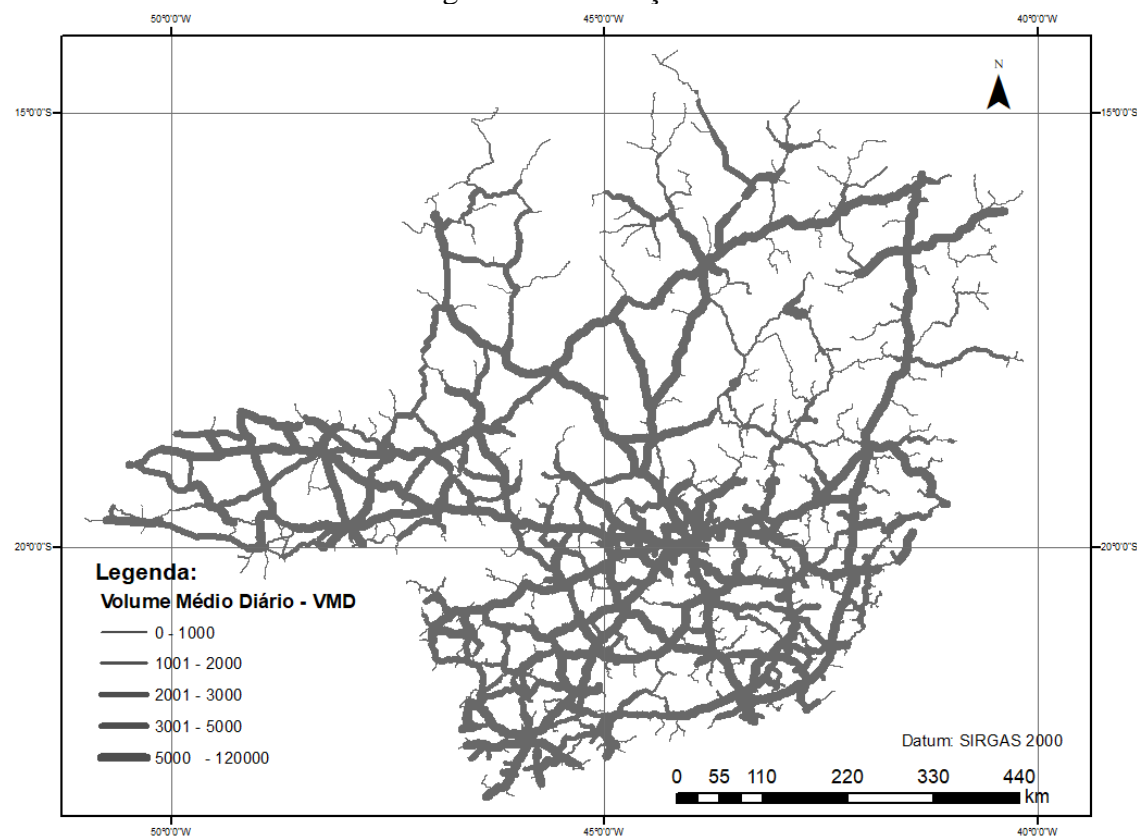 50°0'0"W
45°0'0"W
40°0'0"W
N
15°0'0"S
15°0'0"S
20°0'0"S
20°0'0"S
Legenda:
Volume Médio Diário - VMD
0 - 1000
1001 - 2000
2001 - 3000
3001 - 5000
5000 - 120000
Datum: SIRGAS 2000
0 55 110 220 330 440
km
50°0'0"W
45°0'0"W
40°0'0"W